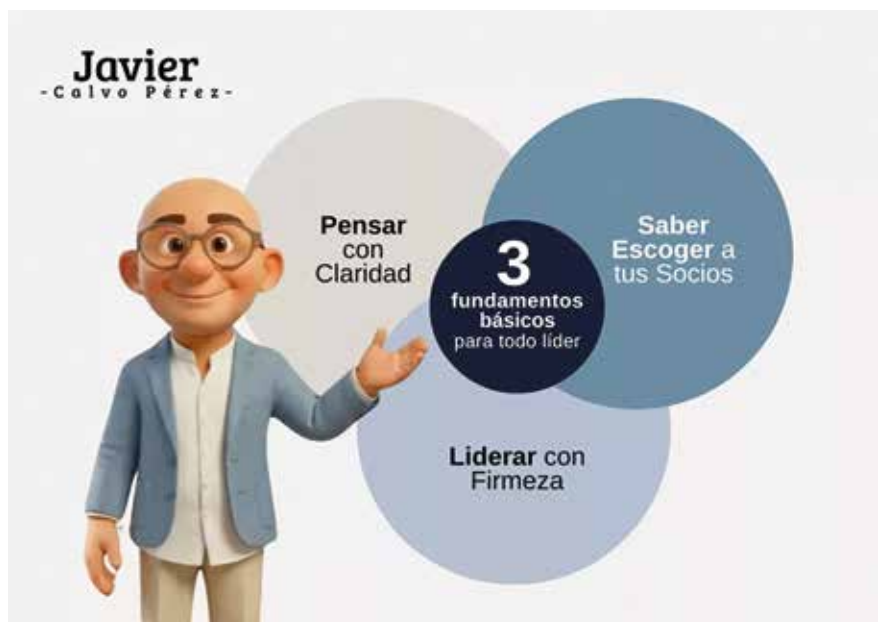 Javier
-Calvo Pérez-
Pensar
con
Claridad
Saber
Escoger a
tus Socios
3
fundamentos
básicos
para todo líder
Liderar con
Firmeza